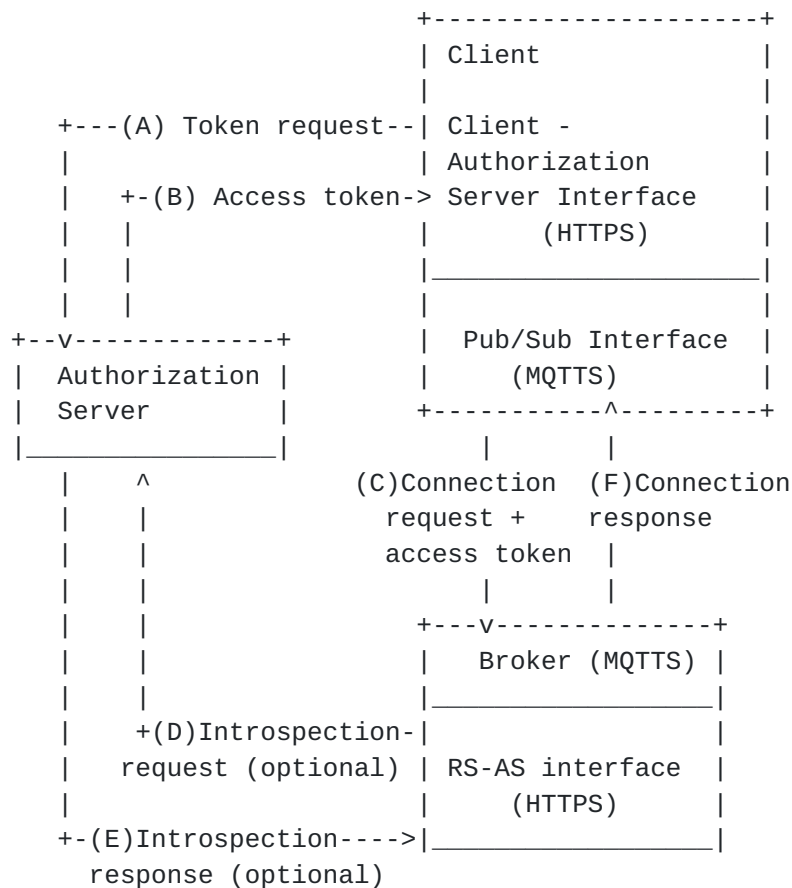 Client
(A) Token request
Client -
Authorization
(B) Access token
Server Interface
(HTTPS)
Pub/Sub Interface
Authorization
(MQTTS)
Server
(C)Connection (F)Connection
request + response
access token
Broker (MQTTS)
(D)Introspection
request (optional) RS-AS interface
(HTTPS)
(E)Introspection
response (optional)